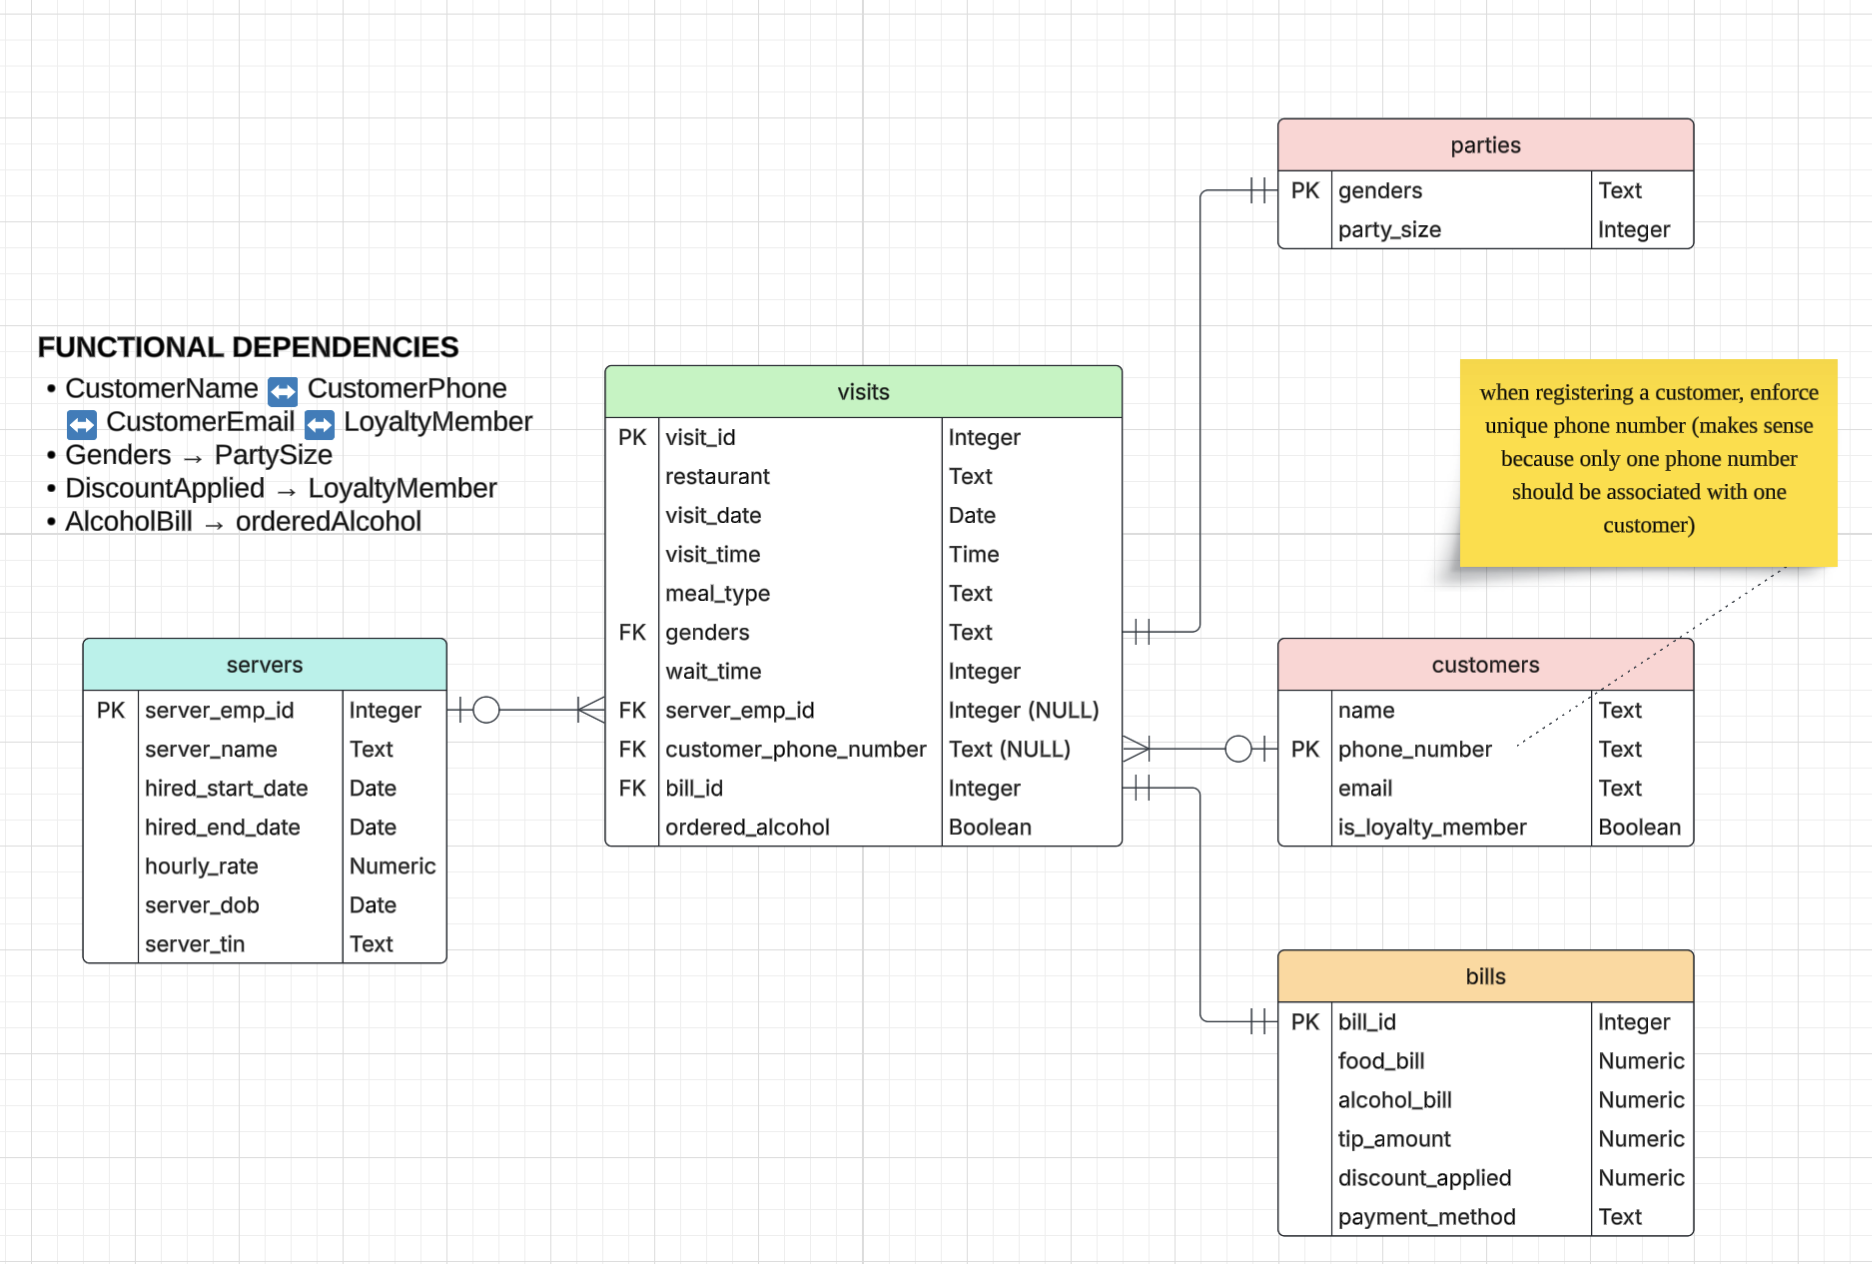 parties
PK genders Text
party_size Integer
FUNCTIONAL DEPENDENCIES
• CustomerName ↔️ CustomerPhone
↔️ CustomerEmail ↔️ LoyaltyMember
• Genders → PartySize
• DiscountApplied → LoyaltyMember
• AlcoholBill → orderedAlcohol
visits
PK visit_id Integer
restaurant Text
visit_date Date
visit_time Time
meal_type Text
FK genders Text
wait_time Integer
FK server_emp_id Integer (NULL)
FK customer_phone_number Text (NULL)
FK bill_id Integer
ordered_alcohol Boolean
when registering a customer, enforce
unique phone number (makes sense
because only one phone number
should be associated with one
customer)
servers
PK server_emp_id Integer
server_name Text
hired_start_date Date
hired_end_date Date
hourly_rate Numeric
server_dob Date
server_tin Text
customers
name Text
PK phone_number Text
email Text
is_loyalty_member Boolean
bills
PK bill_id Integer
food_bill Numeric
alcohol_bill Numeric
tip_amount Numeric
discount_applied Numeric
payment_method Text